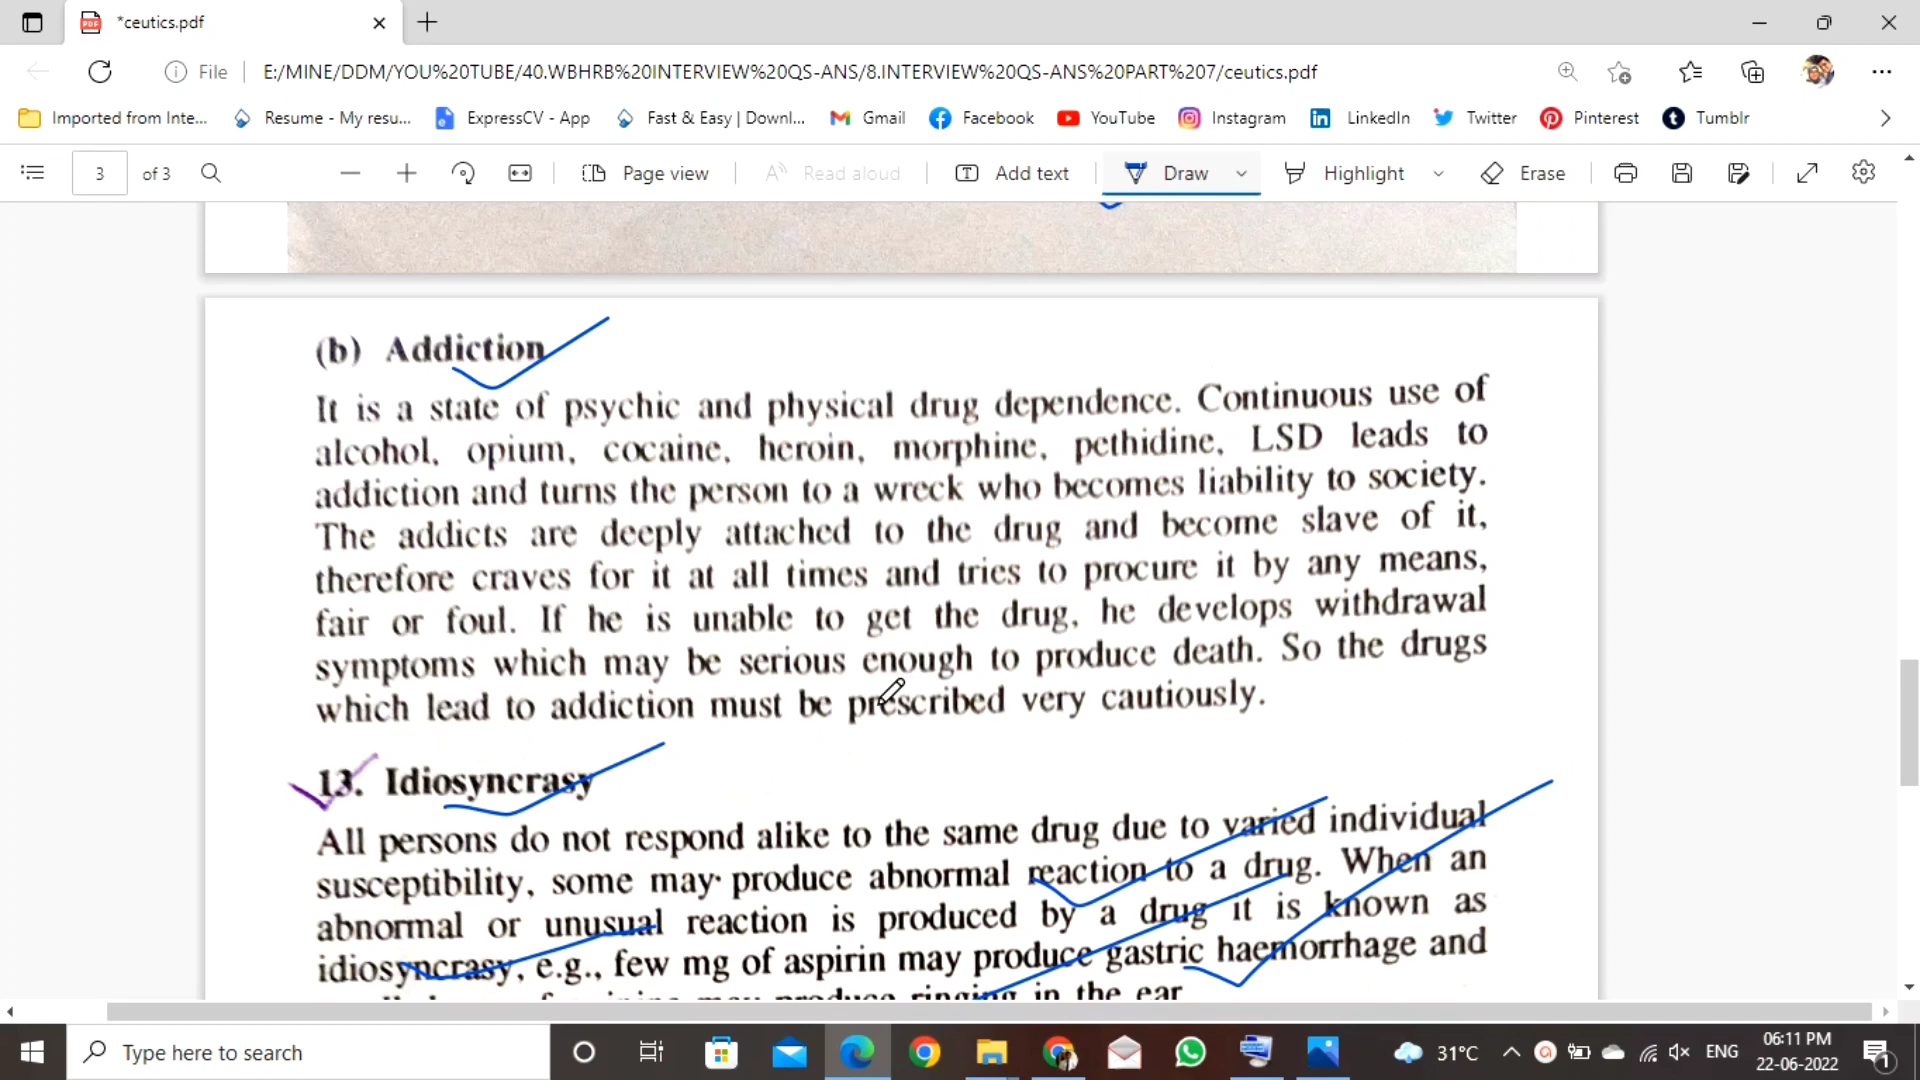 *ceutics.pdf
File E:/MINE/DDM/YOU%20TUBE/40.WBHRB%20INTERVIEW%20QS-ANS/8.INTERVIEW%20QS-ANS%20PART%207/ceutics.pdf
Imported from Inte... Resume - My resu... ExpressCV - App Fast & Easy | Downl... Gmail Facebook YouTube Instagram LinkedIn Twitter Pinterest Tumblr
3 of 3 Page view Read aloud Add text Draw Highlight Erase
(b) Addiction
It is a state of psychic and physical drug dependence. Continuous use of
alcohol, opium, cocaine, heroin, morphine, pethidine, LSD leads to
addiction and turns the person to a wreck who becomes liability to society.
The addicts are deeply attached to the drug and become slave of it,
therefore craves for it at all times and tries to procure it by any means,
fair or foul. If he is unable to get the drug, he develops withdrawal
symptoms which may be serious enough to produce death. So the drugs
which lead to addiction must be prescribed very cautiously.
13. Idiosyncrasy
All persons do not respond alike to the same drug due to varied individual
susceptibility, some may produce abnormal reaction to a drug. When an
abnormal or unusual reaction is produced by a drug it is known as
idiosyncrasy, e.g., few mg of aspirin may produce gastric haemorrhage and
may produce ringing in the ear
Type here to search 31°C ENG 06:11 PM
22-06-2022
1